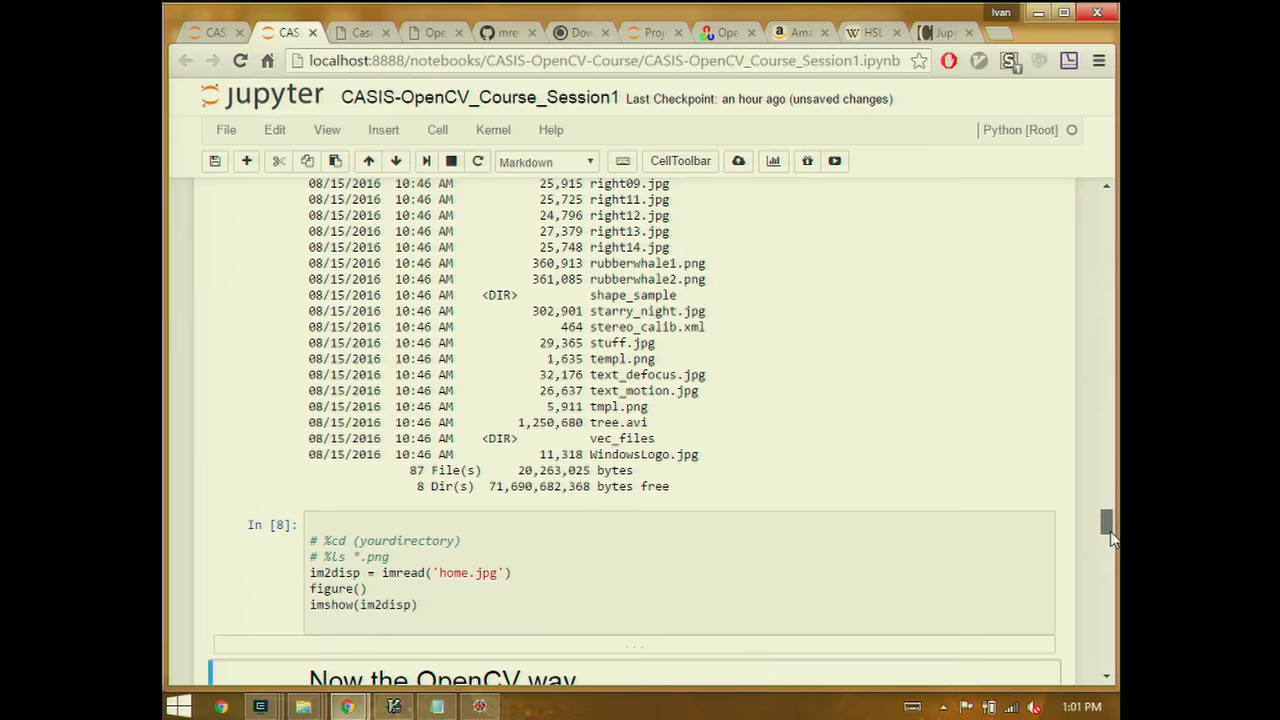 Ivan
CAS
CAS
Cas
Ope
mre
Dov
Proj
Ope
Ama
HSL
Jup
localhost:8888/notebooks/CASIS-OpenCV-Course/CASIS-OpenCV_Course_Session1.ipynb
jupyter CASIS-OpenCV_Course_Session1 Last Checkpoint: an hour ago (unsaved changes)
File Edit View Insert Cell Kernel Help Python [Root]
Markdown CellToolbar
08/15/2016 10:46 AM 25,915 right09.jpg
08/15/2016 10:46 AM 25,725 right11.jpg
08/15/2016 10:46 AM 24,796 right12.jpg
08/15/2016 10:46 AM 27,379 right13.jpg
08/15/2016 10:46 AM 25,748 right14.jpg
08/15/2016 10:46 AM 360,913 rubberwhale1.png
08/15/2016 10:46 AM 361,085 rubberwhale2.png
08/15/2016 10:46 AM <DIR> shape_sample
08/15/2016 10:46 AM 302,901 starry_night.jpg
08/15/2016 10:46 AM 464 stereo_calib.xml
08/15/2016 10:46 AM 29,365 stuff.jpg
08/15/2016 10:46 AM 1,635 templ.png
08/15/2016 10:46 AM 32,176 text_defocus.jpg
08/15/2016 10:46 AM 26,637 text_motion.jpg
08/15/2016 10:46 AM 5,911 tmpl.png
08/15/2016 10:46 AM 1,250,680 tree.avi
08/15/2016 10:46 AM <DIR> vec_files
08/15/2016 10:46 AM 11,318 WindowsLogo.jpg
87 File(s) 20,263,025 bytes
8 Dir(s) 71,690,682,368 bytes free
In [8]:
# %cd (yourdirectory)
# %ls *.png
im2disp = imread('home.jpg')
figure()
imshow(im2disp)
...
Now the OpenCV way
1:01 PM